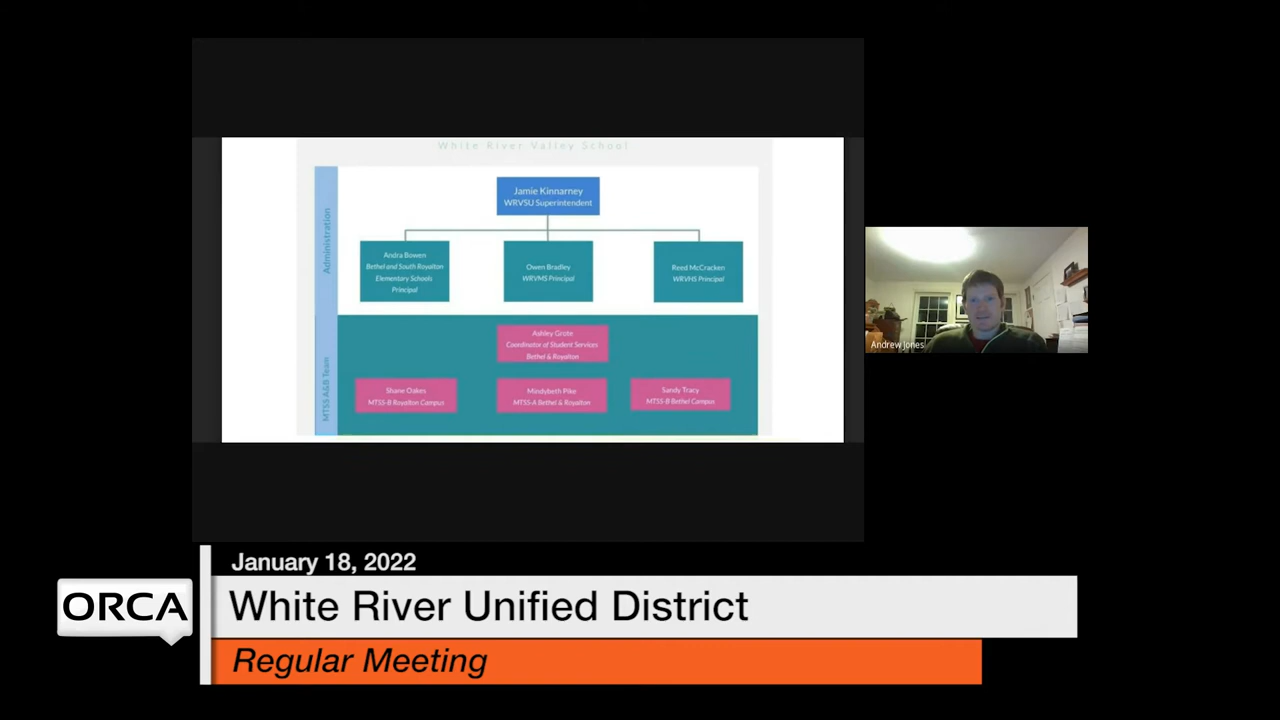 White River Valley School
Administration
Jamie Kinnarney
WRVSU Superintendent
Andra Bowen
Bethel and South Royalton
Elementary Schools
Principal
Owen Bradley
WRVMS Principal
Reed McCracken
WRVHS Principal
MTSS A&B Team
Ashley Grote
Coordinator of Student Services
Bethel & Royalton
Shane Oakes
MTSS-B Royalton Campus
Mindybeth Pike
MTSS-A Bethel & Royalton
Sandy Tracy
MTSS-B Bethel Campus
Andrew Jones
January 18, 2022
ORCA
White River Unified District
Regular Meeting